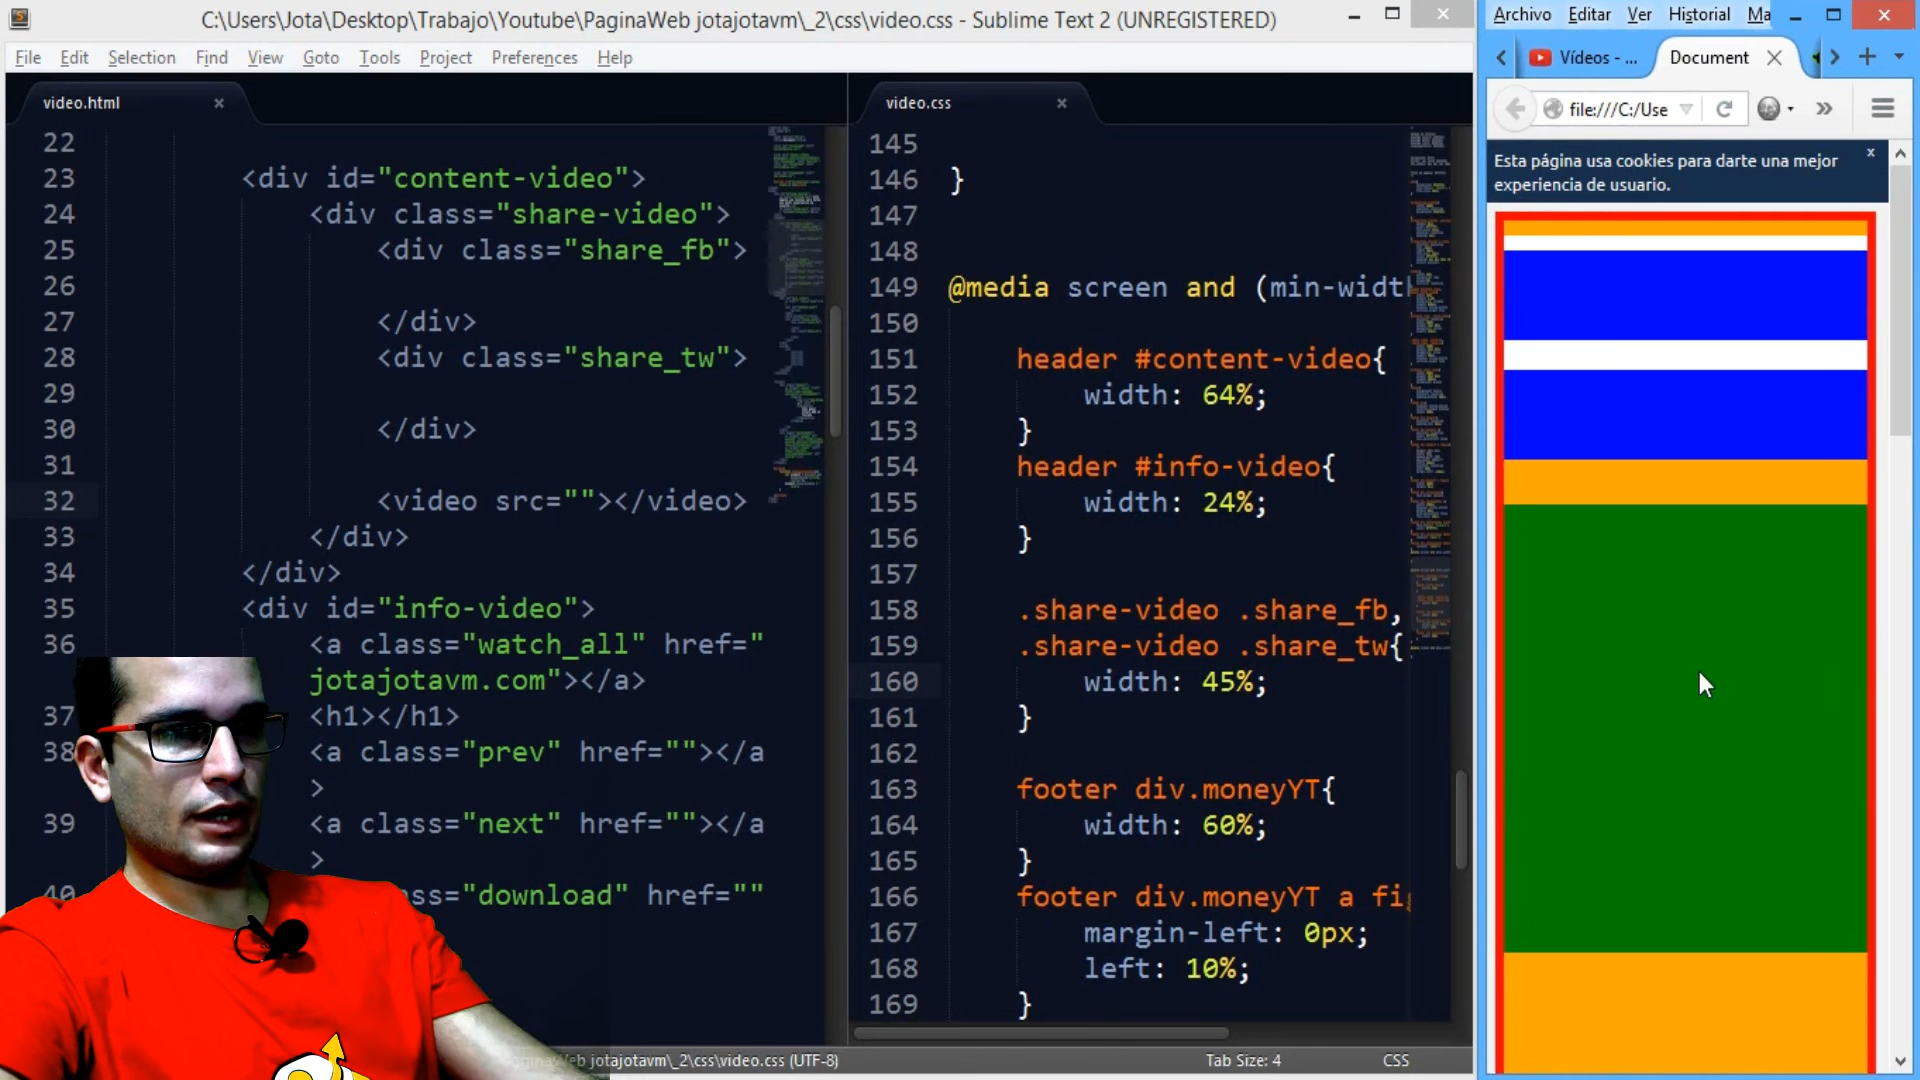 C:\Users\Jota\Desktop\Trabajo\Youtube\PaginaWeb jotajotavm\_2\css\video.css - Sublime Text 2 (UNREGISTERED)
File Edit Selection Find View Goto Tools Project Preferences Help
video.html
22
23 <div id="content-video">
24 <div class="share-video">
25 <div class="share_fb">
26
27 </div>
28 <div class="share_tw">
29
30 </div>
31
32 <video src=""></video>
33 </div>
34 </div>
35 <div id="info-video">
36 <a class="watch_all" href="
jotajotavm.com"></a>
37 <h1></h1>
38 <a class="prev" href=""></a
>
39 <a class="next" href=""></a
>
40 class="download" href=""
video.css
145
146 }
147
148
149 @media screen and (min-width
150
151 header #content-video{
152 width: 64%;
153 }
154 header #info-video{
155 width: 24%;
156 }
157
158 .share-video .share_fb,
159 .share-video .share_tw{
160 width: 45%;
161 }
162
163 footer div.moneyYT{
164 width: 60%;
165 }
166 footer div.moneyYT a fi
167 margin-left: 0px;
168 left: 10%;
169 }
jotajotavm\_2\css\video.css (UTF-8) Tab Size: 4 CSS
Archivo Editar Ver Historial Ma
Vídeos - ... Document
file:///C:/Use
Esta página usa cookies para darte una mejor
experiencia de usuario.
x